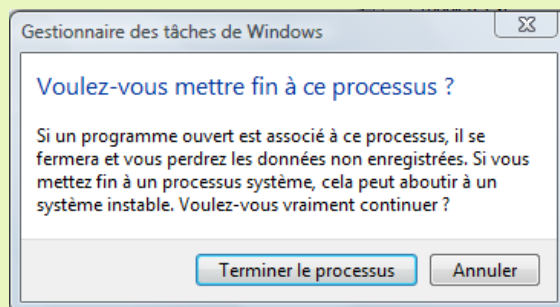 Gestionnaire des tâches de Windows
Voulez-vous mettre fin à ce processus ?
Si un programme ouvert est associé à ce processus, il se
fermera et vous perdrez les données non enregistrées. Si vous
mettez fin à un processus système, cela peut aboutir à un
système instable. Voulez-vous vraiment continuer ?
Terminer le processus
Annuler